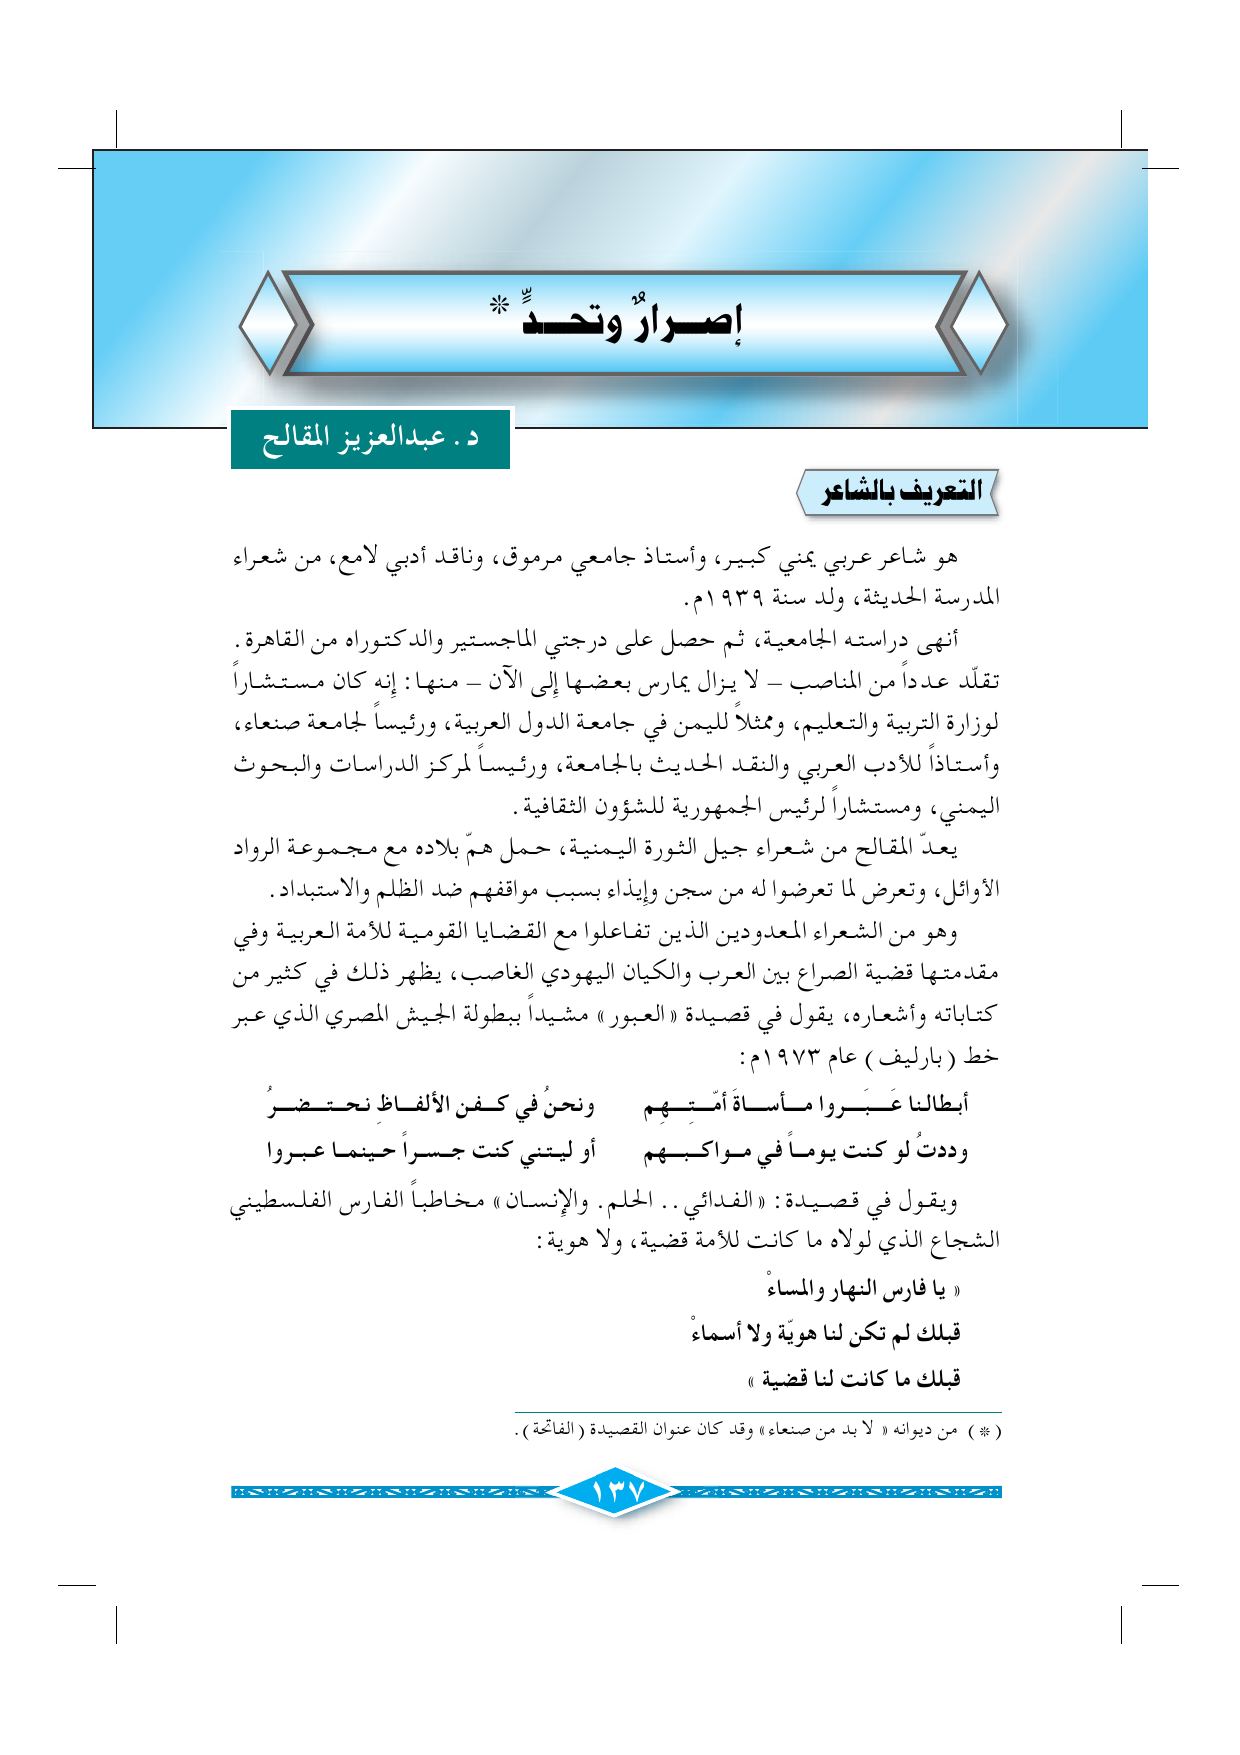 إصـرارٌ وتحـدٍّ *
د. عبدالعزيز المقالح
التعريف بالشاعر
هو شاعر عربي يمني كبير، وأستاذ جامعي مرموق، وناقد أدبي لامع، من شعراء
المدرسة الحديثة، ولد سنة ١٩٣٩م.
أنهى دراسته الجامعية، ثم حصل على درجتي الماجستير والدكتوراه من القاهرة.
تقلّد عدداً من المناصب – لا يزال يمارس بعضها إلى الآن – منها: إنه كان مستشاراً
لوزارة التربية والتعليم، وممثلاً لليمن في جامعة الدول العربية، ورئيساً لجامعة صنعاء،
وأستاذاً للأدب العربي والنقد الحديث بالجامعة، ورئيساً لمركز الدراسات والبحوث
اليمني، ومستشاراً لرئيس الجمهورية للشؤون الثقافية.
يعدّ المقالح من شعراء جيل الثورة اليمنية، حمل همّ بلاده مع مجموعة الرواد
الأوائل، وتعرض لما تعرضوا له من سجن وإيذاء بسبب مواقفهم ضد الظلم والاستبداد.
وهو من الشعراء المعدودين الذين تفاعلوا مع القضايا القومية للأمة العربية وفي
مقدمتها قضية الصراع بين العرب والكيان اليهودي الغاصب، يظهر ذلك في كثير من
كتاباته وأشعاره، يقول في قصيدة «العبور» مشيداً ببطولة الجيش المصري الذي عبر
خط (بارليف) عام ١٩٧٣م:
أبطالنا عَبَروا مأساةَ أمّتِهِم ونحنُ في كفن الألفاظِ نحتضرُ
وددتُ لو كنت يوماً في مواكبهم أو ليتني كنت جسراً حينما عبروا
ويقول في قصيدة: «الفدائي.. الحلم. والإنسان» مخاطباً الفارس الفلسطيني
الشجاع الذي لولاه ما كانت للأمة قضية، ولا هوية:
« يا فارس النهار والمساءْ
قبلك لم تكن لنا هويّة ولا أسماءْ
قبلك ما كانت لنا قضية »
(*) من ديوانه « لا بد من صنعاء» وقد كان عنوان القصيدة (الفاتحة).
١٣٧